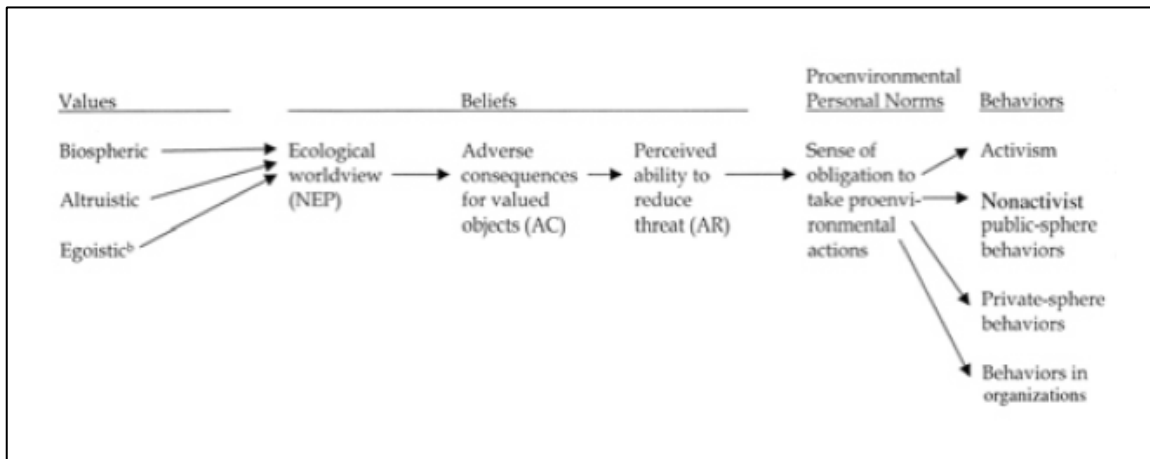 Proenvironmental
Values Beliefs Personal Norms Behaviors
Biospheric
Altruistic
Egoisticᵇ
Ecological
worldview
(NEP)
Adverse
consequences
for valued
objects (AC)
Perceived
ability to
reduce
threat (AR)
Sense of
obligation to
take proenvi-
ronmental
actions
Activism
Nonactivist
public-sphere
behaviors
Private-sphere
behaviors
Behaviors in
organizations